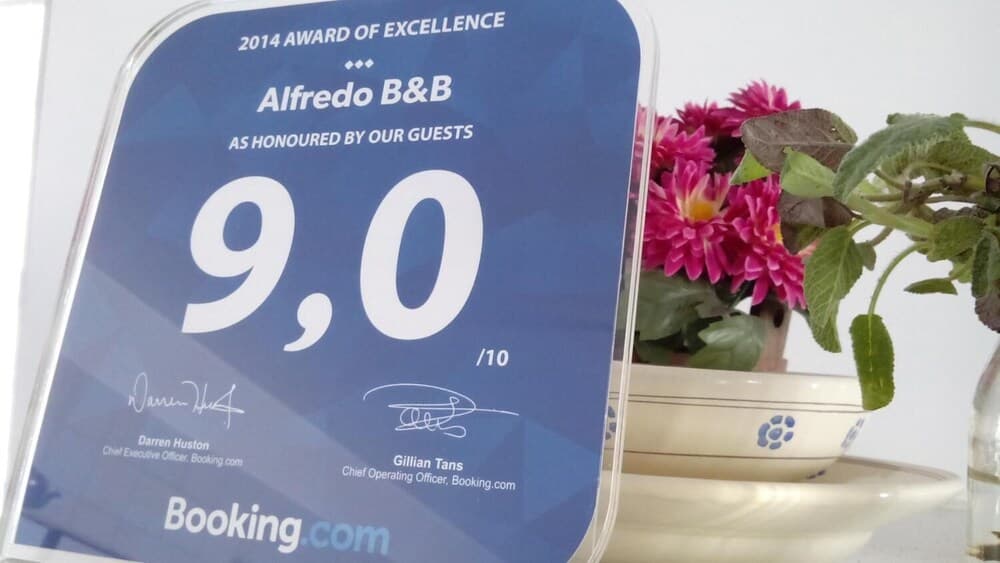 2014 AWARD OF EXCELLENCE
Alfredo B&B
AS HONOURED BY OUR GUESTS
9,0
/10
Darren Huston
Chief Executive Officer, Booking.com
Gillian Tans
Chief Operating Officer, Booking.com
Booking.com